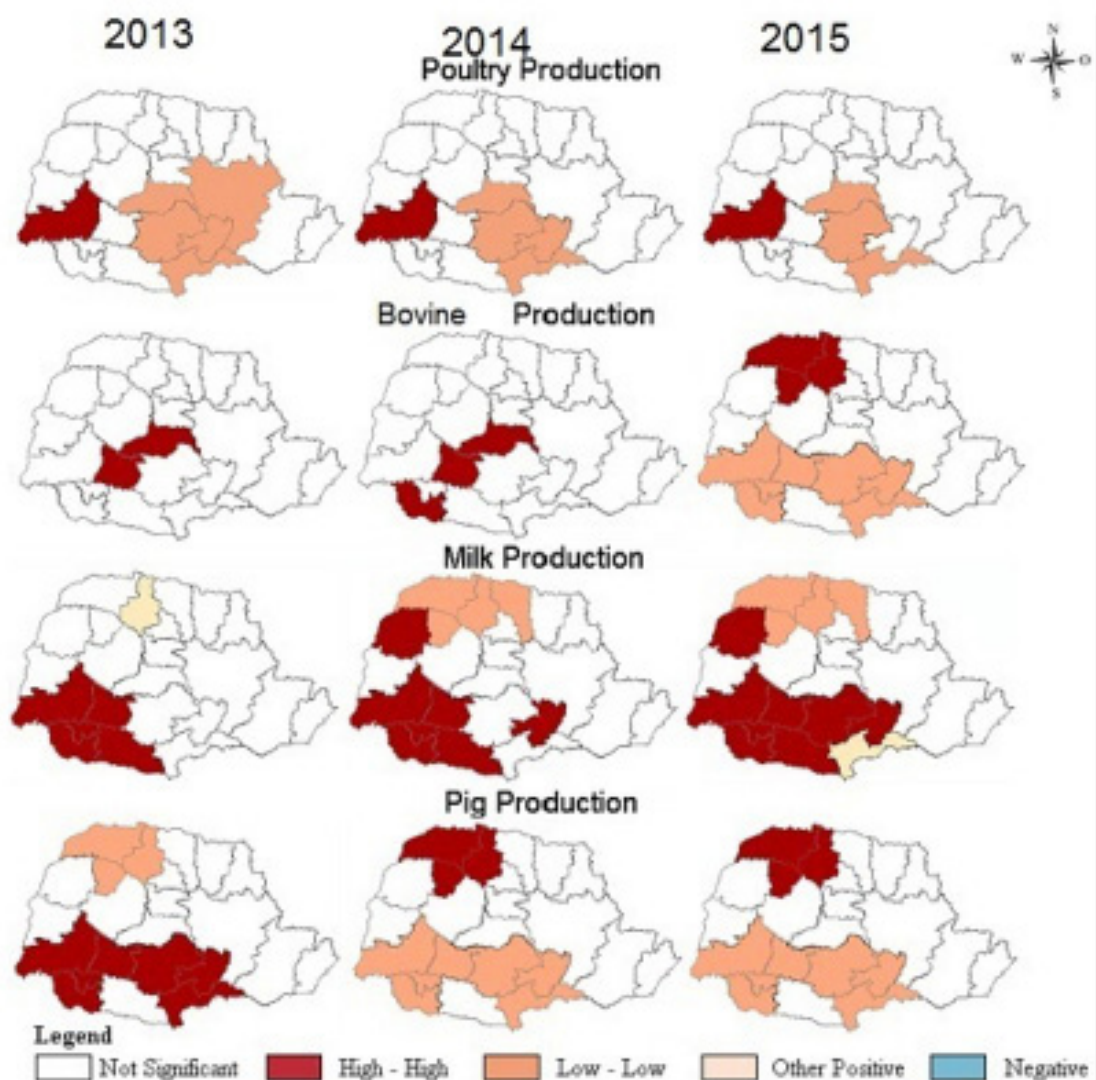 2013
2014
2015
N
W O
S
Poultry Production
Bovine Production
Milk Production
Pig Production
Legend
Not Significant
High - High
Low - Low
Other Positive
Negative